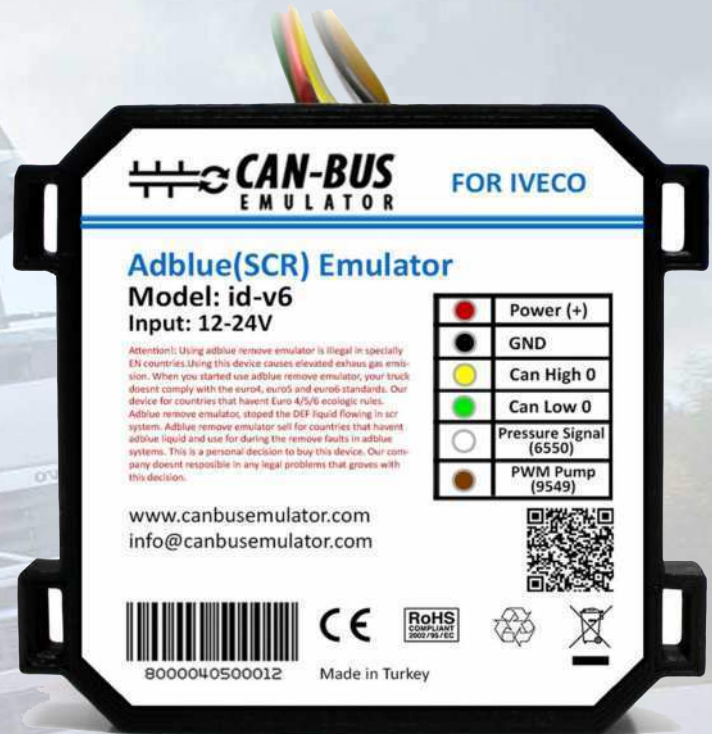 CAN-BUS
EMULATOR
FOR IVECO
Adblue(SCR) Emulator
Model: id-v6
Input: 12-24V
Attention!: Using adblue remove emulator is illegal in specially
EN countries.Using this device causes elevated exhaus gas emis-
sion. When you started use adblue remove emulator, your truck
doesnt comply with the euro4, euro5 and euro6 standards. Our
device for countries that havent Euro 4/5/6 ecologic rules.
Adblue remove emulator, stoped the DEF liquid flowing in scr
system. Adblue remove emulator sell for countries that havent
adblue liquid and use for during the remove faults in adblue
systems. This is a personal decision to buy this device. Our com-
pany doesnt resposible in any legal problems that groves with
this decision.
Power (+)
GND
Can High 0
Can Low 0
Pressure Signal
(6550)
PWM Pump
(9549)
www.canbusemulator.com
info@canbusemulator.com
8000040500012
CE
RoHS
COMPLIANT
2002/95/EC
Made in Turkey